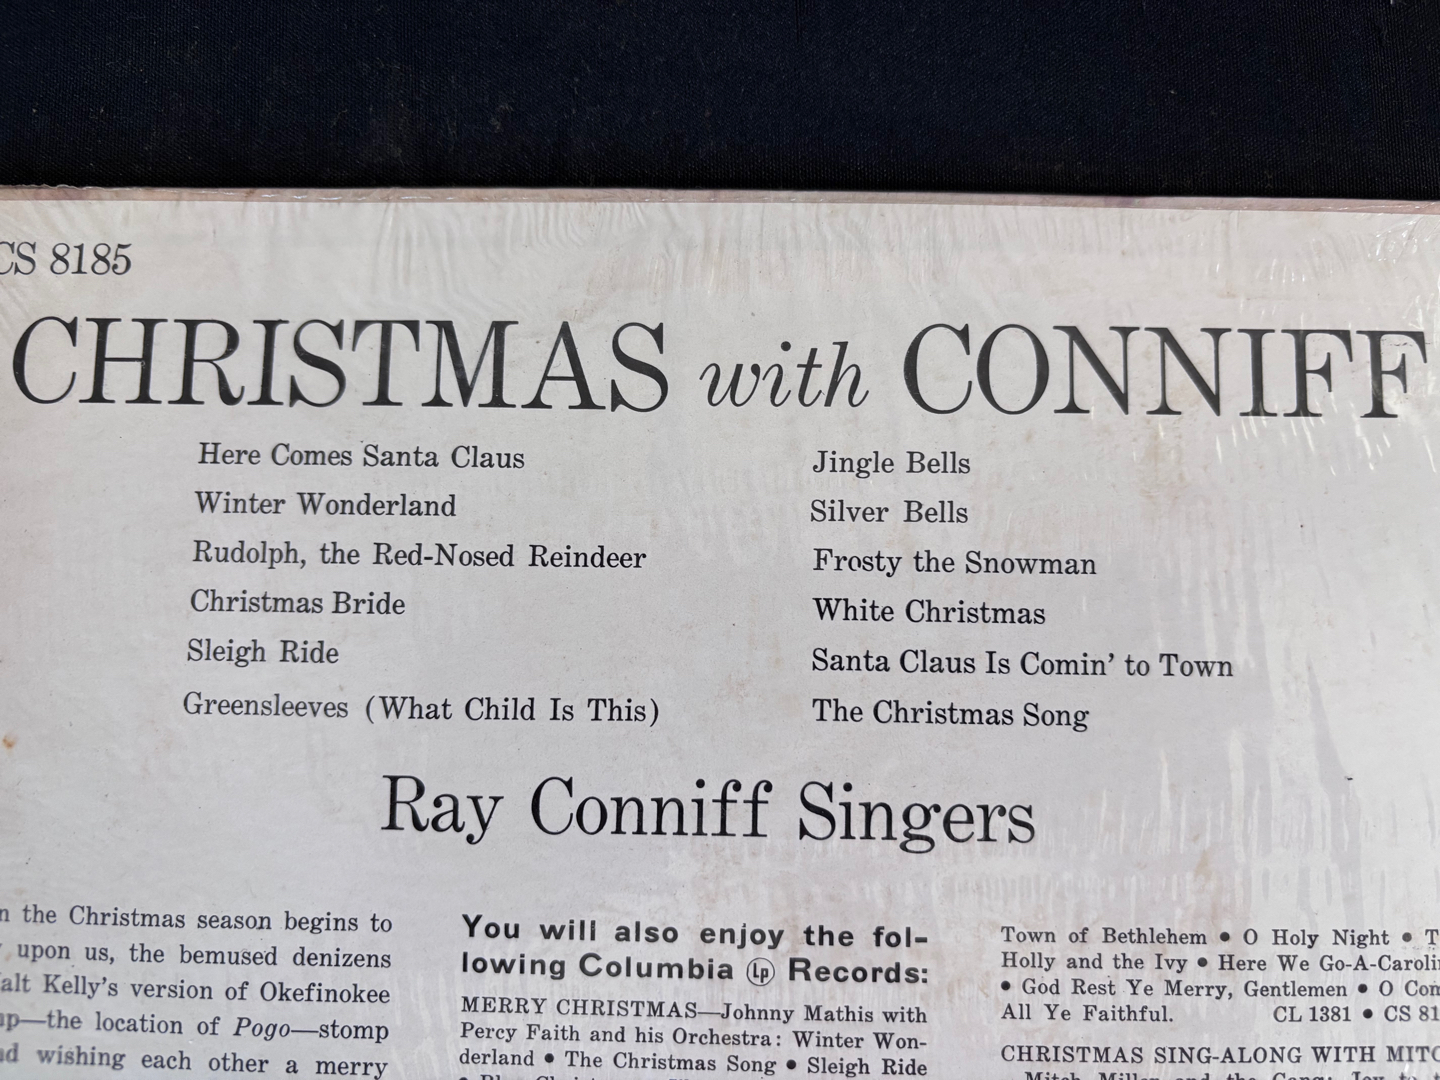 CS 8185
CHRISTMAS with CONNIFF
Here Comes Santa Claus
Winter Wonderland
Rudolph, the Red-Nosed Reindeer
Christmas Bride
Sleigh Ride
Greensleeves (What Child Is This)
Jingle Bells
Silver Bells
Frosty the Snowman
White Christmas
Santa Claus Is Comin’ to Town
The Christmas Song
Ray Conniff Singers
the Christmas season begins to
upon us, the bemused denizens
Kelly’s version of Okefinokee
—the location of Pogo—stomp
wishing each other a merry
You will also enjoy the fol-
lowing Columbia Lp Records:
MERRY CHRISTMAS—Johnny Mathis with
Percy Faith and his Orchestra: Winter Won-
derland • The Christmas Song • Sleigh Ride
Town of Bethlehem • O Holy Night •
Holly and the Ivy • Here We Go-A-Carolin
• God Rest Ye Merry, Gentlemen • O Com
All Ye Faithful. CL 1381 • CS 81
CHRISTMAS SING-ALONG WITH MITC